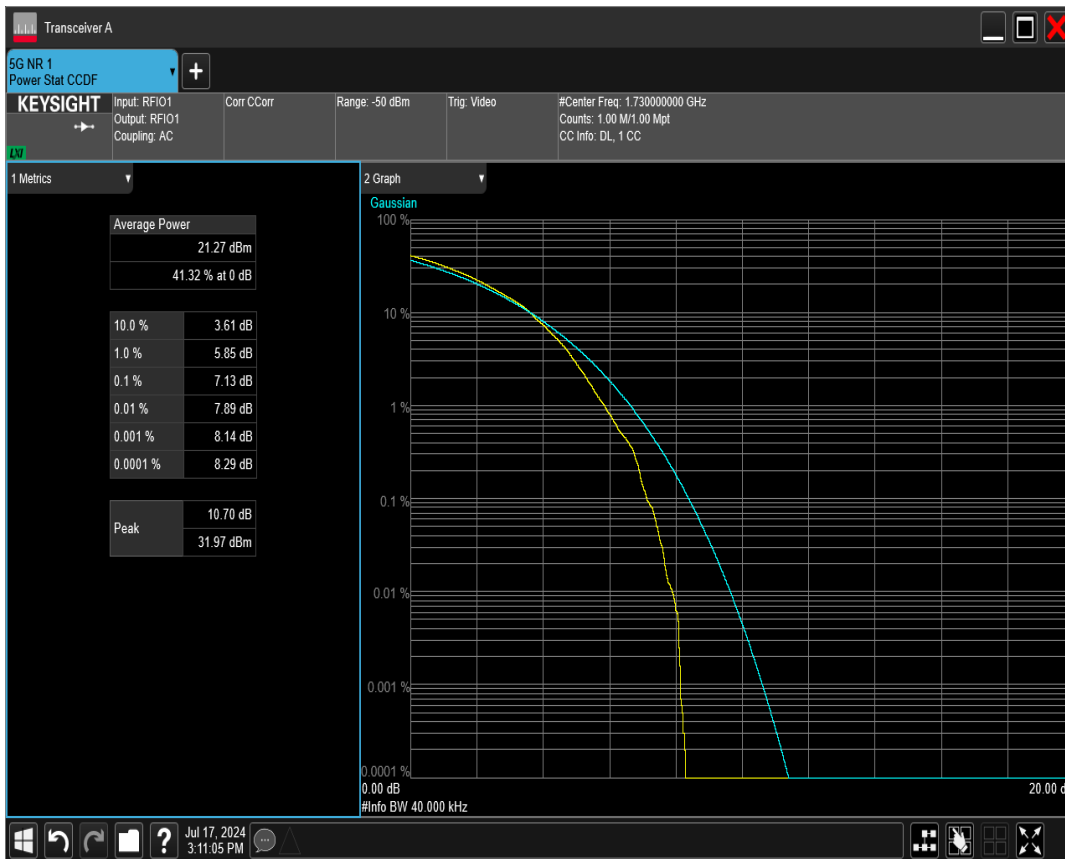 Transceiver A
5G NR 1
Power Stat CCDF
KEYSIGHT
LXI
Input: RFIO1
Output: RFIO1
Coupling: AC
Corr CCorr
Range: -50 dBm
Trig: Video
#Center Freq: 1.730000000 GHz
Counts: 1.00 M/1.00 Mpt
CC Info: DL, 1 CC
1 Metrics
Average Power
21.27 dBm
41.32 % at 0 dB
10.0 % 3.61 dB
1.0 % 5.85 dB
0.1 % 7.13 dB
0.01 % 7.89 dB
0.001 % 8.14 dB
0.0001 % 8.29 dB
Peak
10.70 dB
31.97 dBm
2 Graph
Gaussian
100 %
10 %
1 %
0.1 %
0.01 %
0.001 %
0.0001 %
0.00 dB
20.00 d
#Info BW 40.000 kHz
Jul 17, 2024
3:11:05 PM